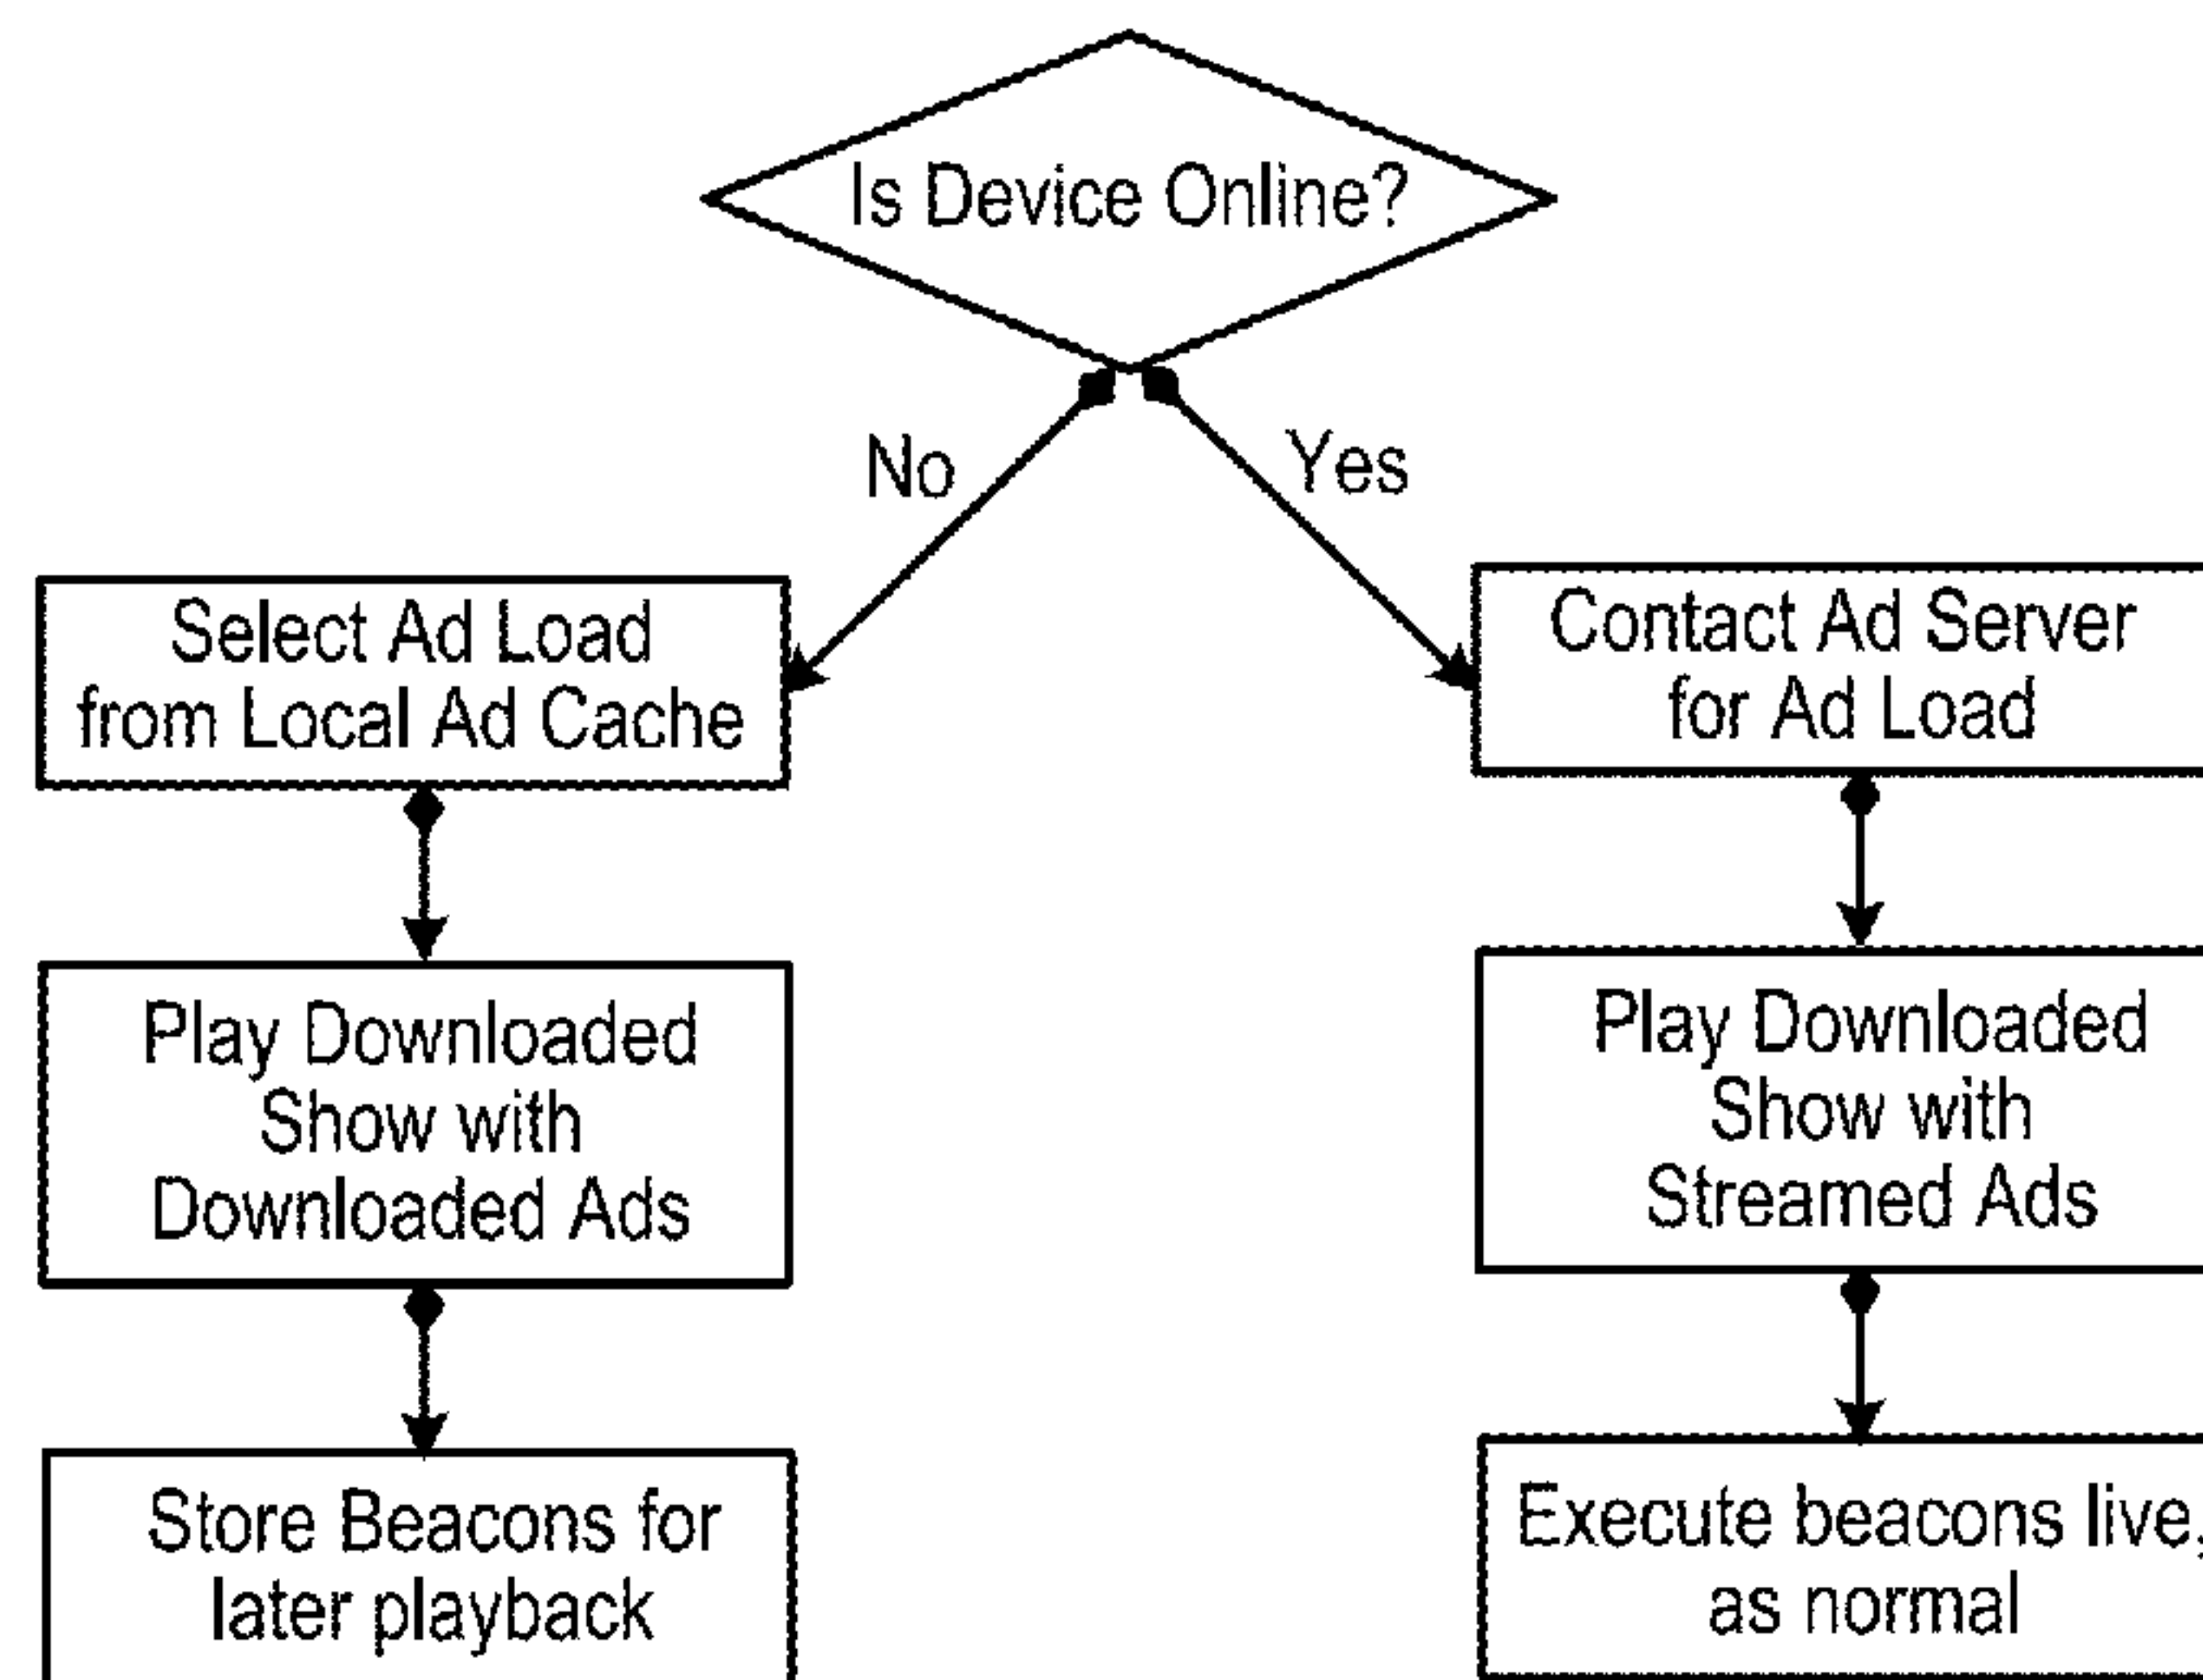 Is Device Online?
No
Yes
Select Ad Load
from Local Ad Cache
Contact Ad Server
for Ad Load
Play Downloaded
Show with
Downloaded Ads
Play Downloaded
Show with
Streamed Ads
Store Beacons for
later playback
Execute beacons live,
as normal